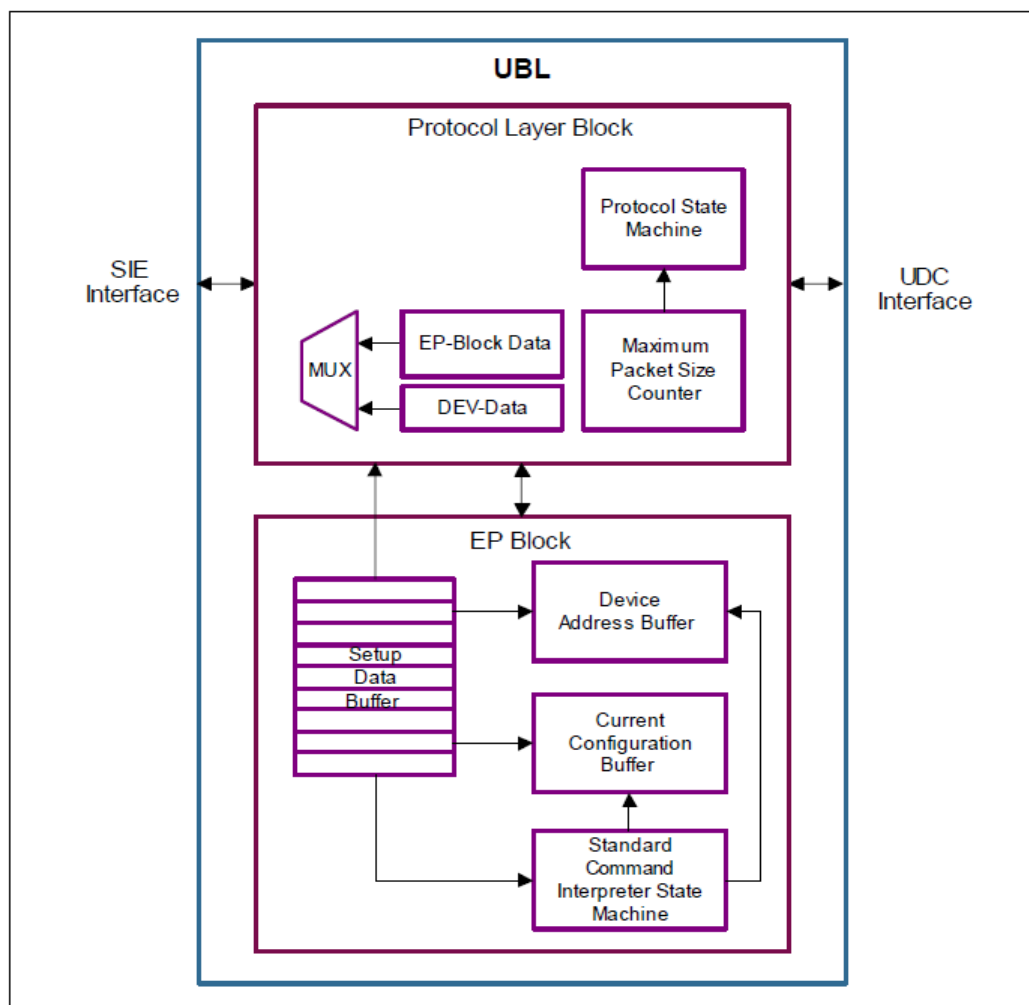 UBL
Protocol Layer Block
Protocol State
Machine
SIE
Interface
UDC
Interface
MUX
EP-Block Data
DEV-Data
Maximum
Packet Size
Counter
EP Block
Setup
Data
Buffer
Device
Address Buffer
Current
Configuration
Buffer
Standard
Command
Interpreter State
Machine